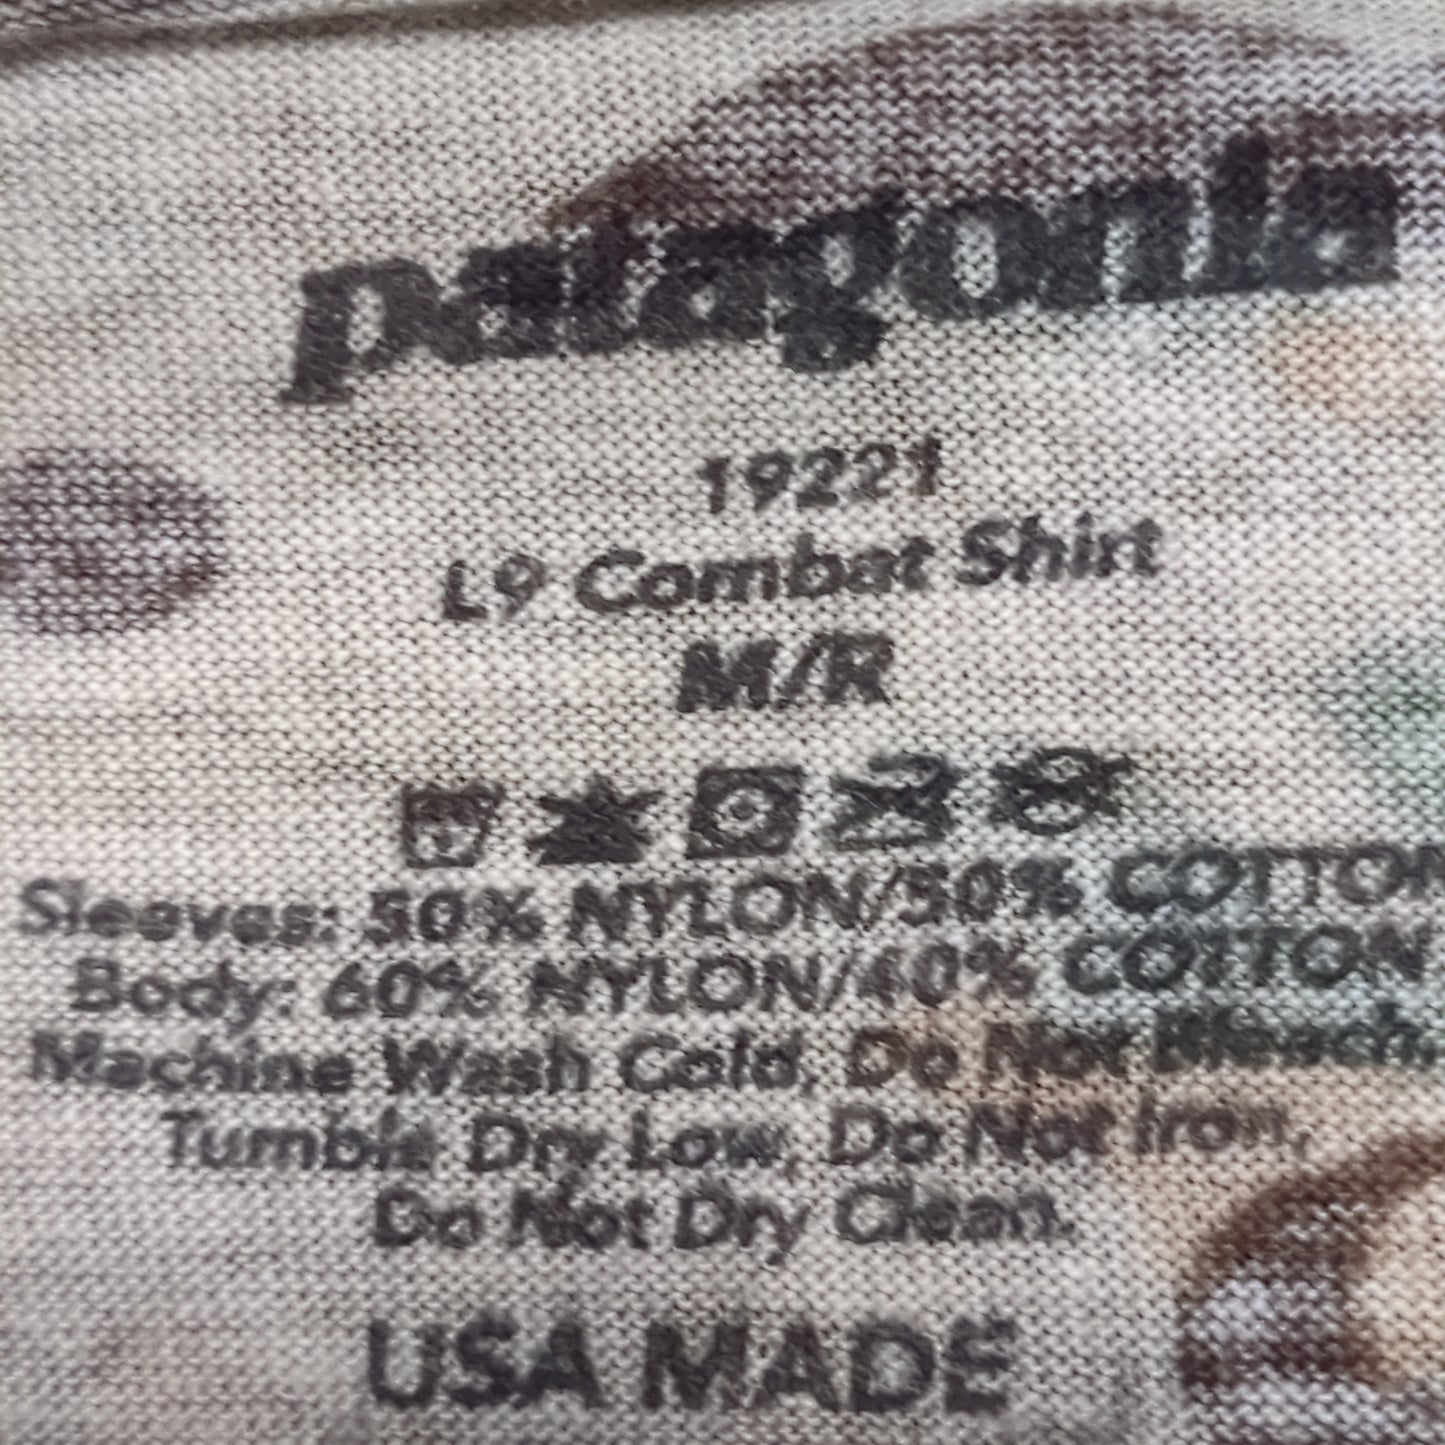 patagonia
19221
L9 Combat Shirt
M/R
Sleeves: 50% NYLON/50% COTTON
Body: 60% NYLON/40% COTTON
Machine Wash Cold, Do Not Bleach,
Tumble Dry Low, Do Not Iron,
Do Not Dry Clean.
USA MADE